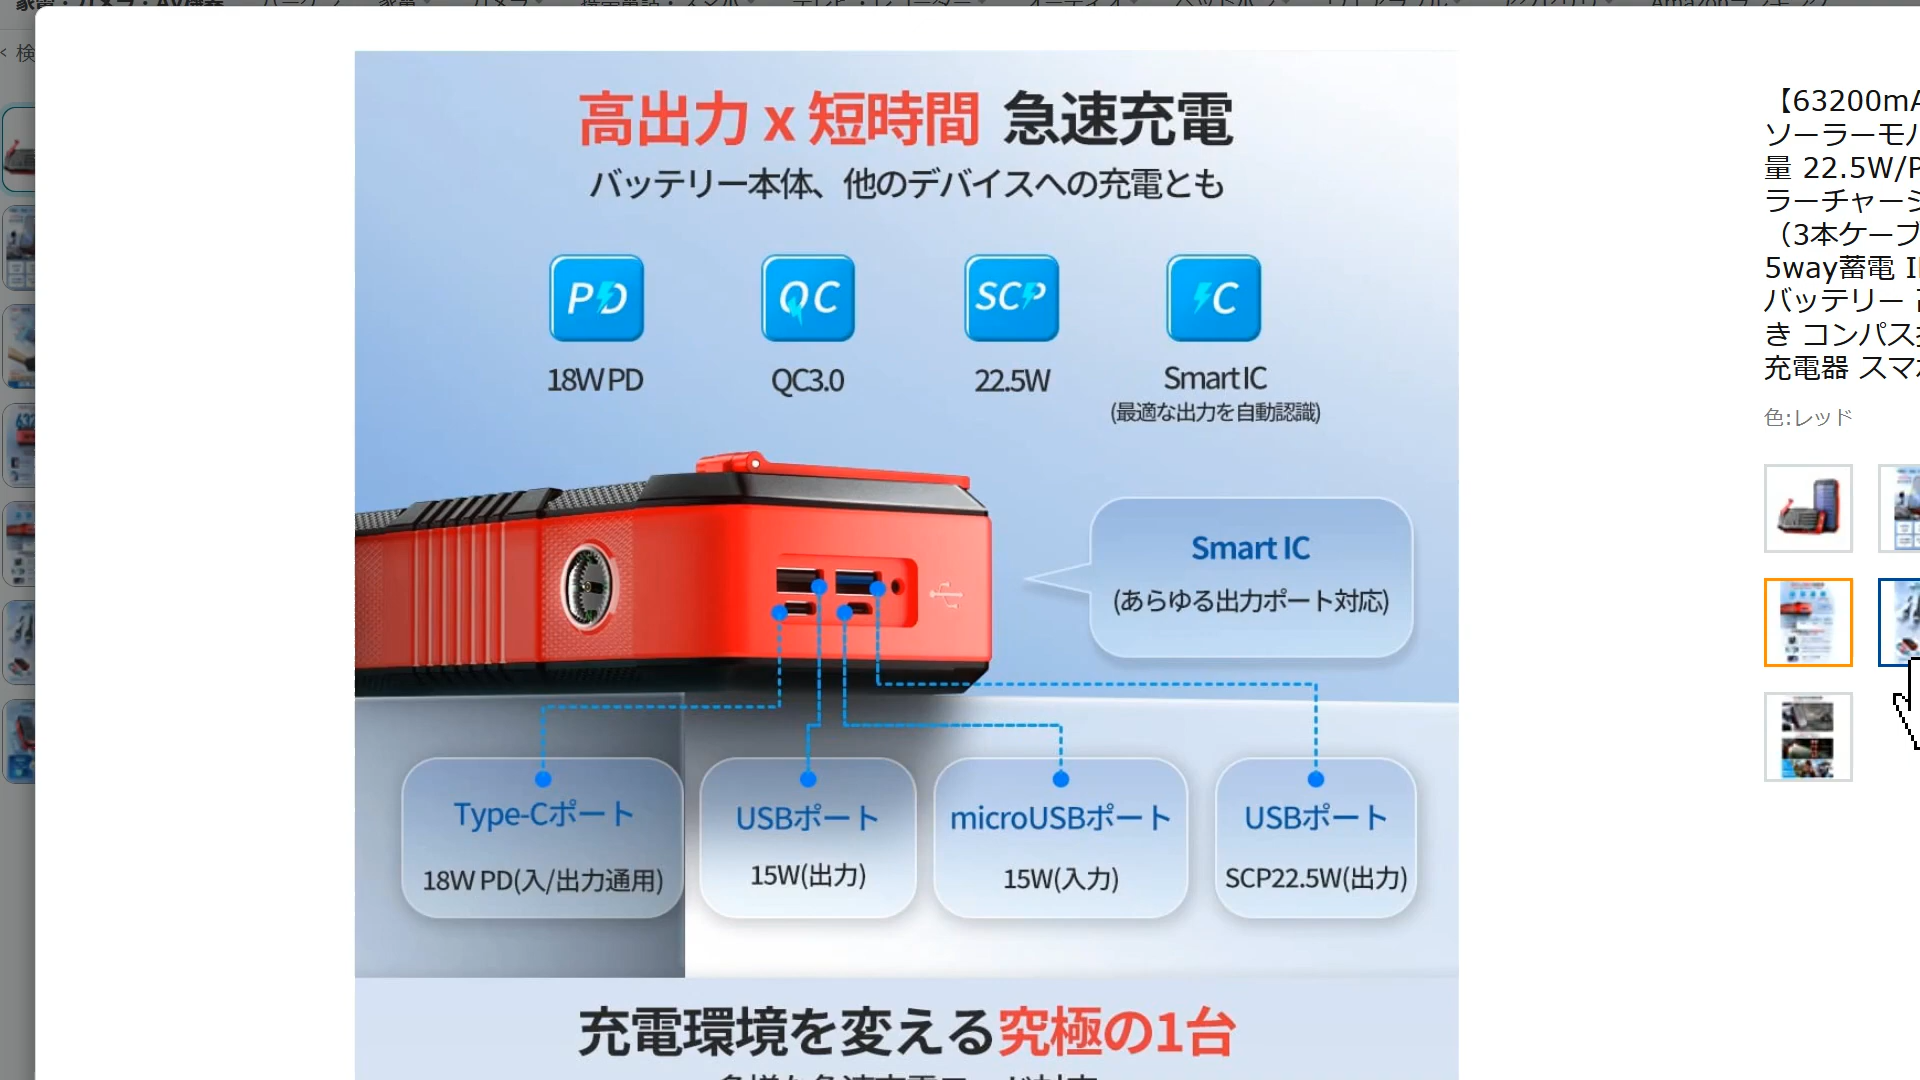 高出力 x 短時間 急速充電
バッテリー本体、他のデバイスへの充電とも
PD
QC
SCP
C
18W PD
QC3.0
22.5W
Smart IC
(最適な出力を自動認識)
Smart IC
(あらゆる出力ポート対応)
Type-Cポート
18W PD(入/出力通用)
USBポート
15W(出力)
microUSBポート
15W(入力)
USBポート
SCP22.5W(出力)
充電環境を変える究極の1台
< 検
【63200mA
ソーラーモバ
量 22.5W/P
ラーチャージ
（3本ケーブ
5way蓄電 I
バッテリー
き コンパス
充電器 スマ
色:レッド